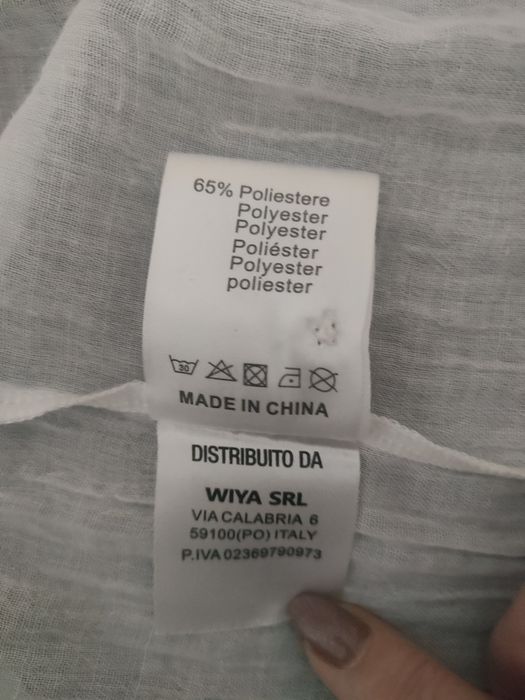 65% Poliestere
Polyester
Polyester
Poliéster
Polyester
poliester
30
MADE IN CHINA
DISTRIBUITO DA
WIYA SRL
VIA CALABRIA 6
59100(PO) ITALY
P.IVA 02369790973